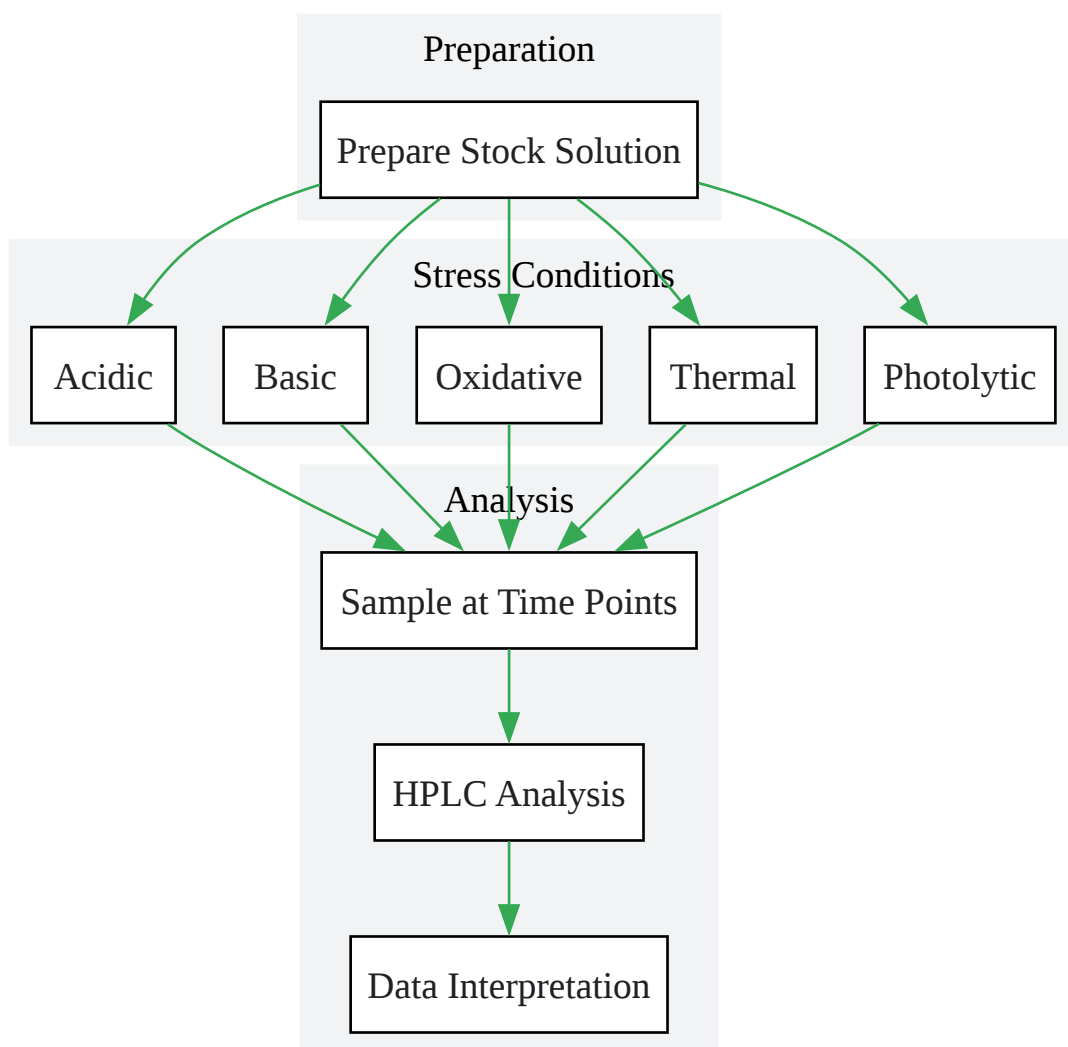 Preparation
Prepare Stock Solution
Stress Conditions
Acidic
Basic
Oxidative
Thermal
Photolytic
Analysis
Sample at Time Points
HPLC Analysis
Data Interpretation